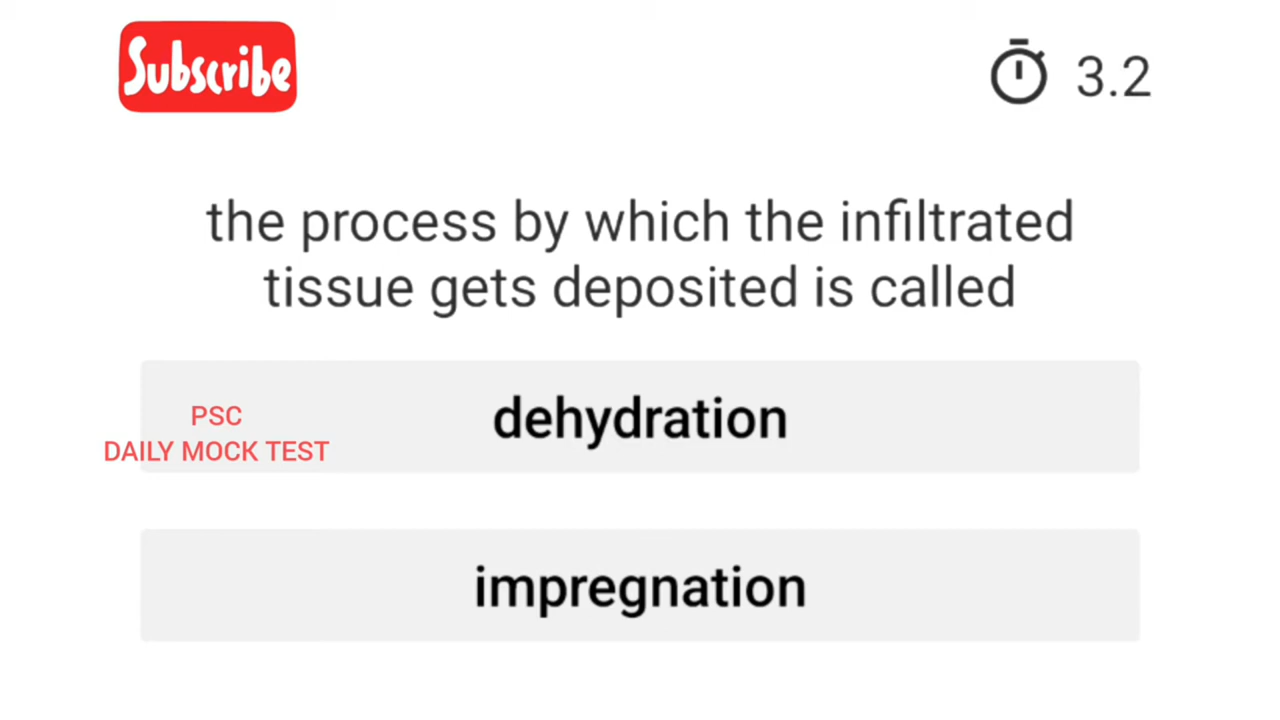 Subscribe
3.2
the process by which the infiltrated
tissue gets deposited is called
PSC
dehydration
DAILY MOCK TEST
impregnation